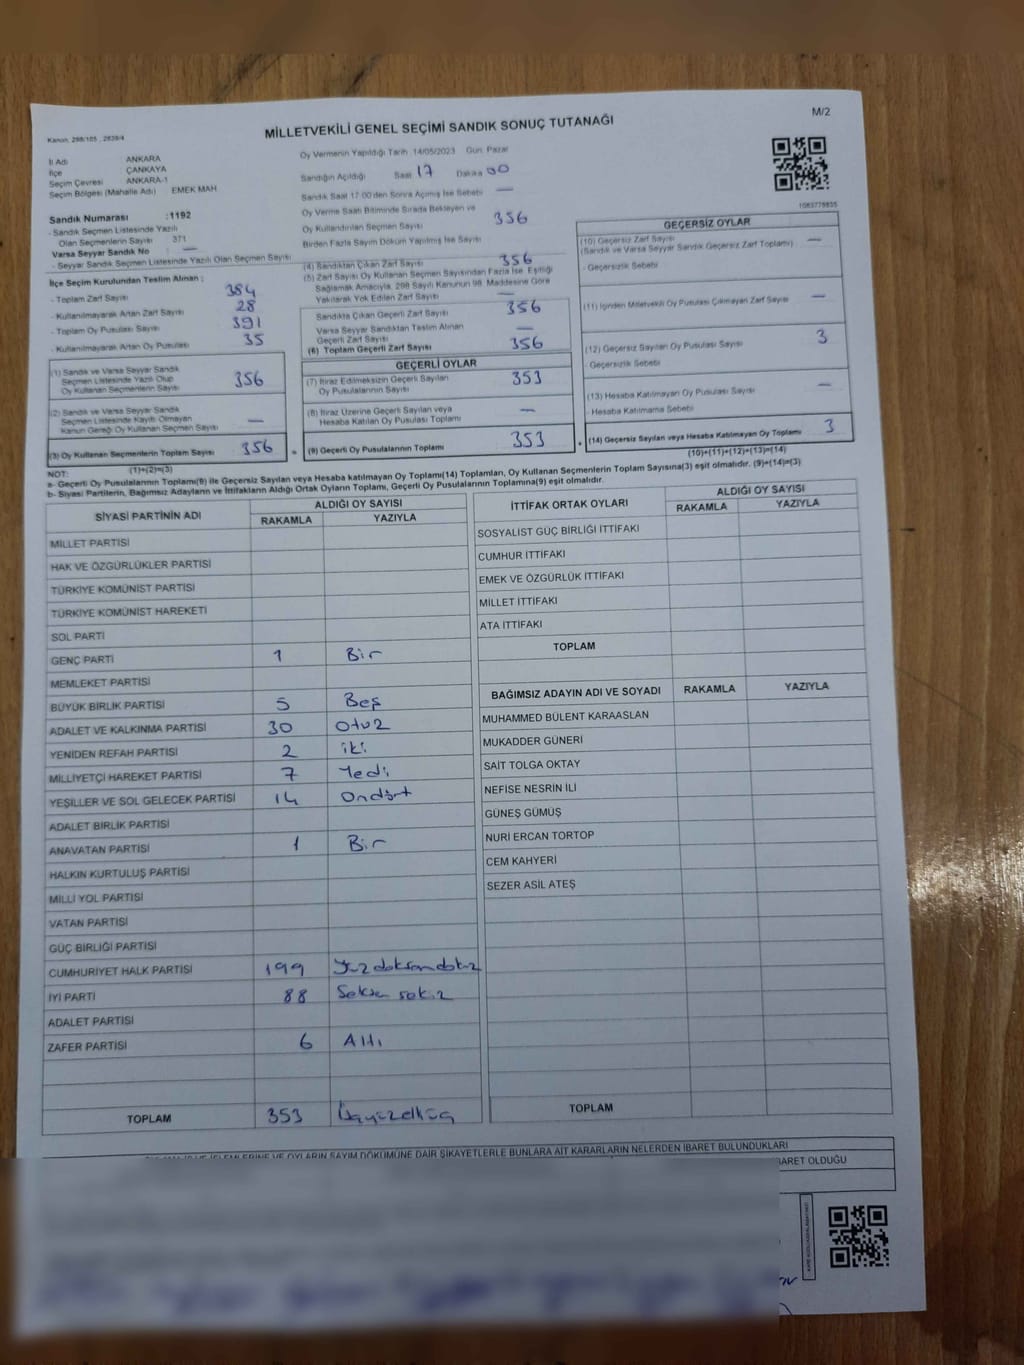 M/2
Kanun: 298/105 , 2839/4
MİLLETVEKİLİ GENEL SEÇİMİ SANDIK SONUÇ TUTANAĞI
İl Adı ANKARA
İlçe ÇANKAYA
Seçim Çevresi ANKARA-1
Seçim Bölgesi (Mahalle Adı) EMEK MAH
Sandık Numarası :1192
- Sandık Seçmen Listesinde Yazılı
Olan Seçmenlerin Sayısı 371
Varsa Seyyar Sandık No : —
- Seyyar Sandık Seçmen Listesinde Yazılı Olan Seçmen Sayısı
Oy Vermenin Yapıldığı Tarih 14/05/2023 Gün: Pazar
Sandığın Açıldığı Saat 17 Dakika 00
Sandık Saat 17.00'den Sonra Açılmış İse Sebebi —
Oy Verme Saati Bitiminde Sırada Bekleyen ve
Oy Kullandırılan Seçmen Sayısı 356
Birden Fazla Sayım Döküm Yapılmış İse Sayısı
1083778835
İlçe Seçim Kurulundan Teslim Alınan :
- Toplam Zarf Sayısı 384
- Kullanılmayarak Artan Zarf Sayısı 28
- Toplam Oy Pusulası Sayısı 391
- Kullanılmayarak Artan Oy Pusulası 35
(1) Sandık ve Varsa Seyyar Sandık
Seçmen Listesinde Yazılı Olup
Oy Kullanan Seçmenlerin Sayısı 356
(2) Sandık ve Varsa Seyyar Sandık
Seçmen Listesinde Kayıtlı Olmayan
Kanun Gereği Oy Kullanan Seçmen Sayısı —
(3) Oy Kullanan Seçmenlerin Toplam Sayısı 356
(1)+(2)=(3)
(4) Sandıktan Çıkan Zarf Sayısı 356
(5) Zarf Sayısı Oy Kullanan Seçmen Sayısından Fazla İse, Eşitliği
Sağlamak Amacıyla, 298 Sayılı Kanunun 98. Maddesine Göre
Yakılarak Yok Edilen Zarf Sayısı —
Sandıkta Çıkan Geçerli Zarf Sayısı 356
Varsa Seyyar Sandıktan Teslim Alınan
Geçerli Zarf Sayısı —
(6) Toplam Geçerli Zarf Sayısı 356
GEÇERLİ OYLAR
(7) İtiraz Edilmeksizin Geçerli Sayılan
Oy Pusulalarının Sayısı 353
(8) İtiraz Üzerine Geçerli Sayılan veya
Hesaba Katılan Oy Pusulası Toplamı —
= (9) Geçerli Oy Pusulalarının Toplamı 353
GEÇERSİZ OYLAR
(10) Geçersiz Zarf Sayısı —
(Sandık ve Varsa Seyyar Sandık Geçersiz Zarf Toplamı)
- Geçersizlik Sebebi
(11) İçinden Milletvekili Oy Pusulası Çıkmayan Zarf Sayısı —
(12) Geçersiz Sayılan Oy Pusulası Sayısı 3
- Geçersizlik Sebebi
(13) Hesaba Katılmayan Oy Pusulası Sayısı —
- Hesaba Katılmama Sebebi
+ (14) Geçersiz Sayılan veya Hesaba Katılmayan Oy Toplamı 3
(10)+(11)+(12)+(13)=(14)
NOT:
a- Geçerli Oy Pusulalarının Toplamı(9) ile Geçersiz Sayılan veya Hesaba katılmayan Oy Toplamı(14) Toplamları, Oy Kullanan Seçmenlerin Toplam Sayısına(3) eşit olmalıdır. (9)+(14)=(3)
b- Siyasi Partilerin, Bağımsız Adayların ve İttifakların Aldığı Ortak Oyların Toplamı, Geçerli Oy Pusulalarının Toplamına(9) eşit olmalıdır.
SİYASİ PARTİNİN ADI ALDIĞI OY SAYISI
RAKAMLA YAZIYLA
MİLLET PARTİSİ
HAK VE ÖZGÜRLÜKLER PARTİSİ
TÜRKİYE KOMÜNİST PARTİSİ
TÜRKİYE KOMÜNİST HAREKETİ
SOL PARTİ
GENÇ PARTİ 1 Bir
MEMLEKET PARTİSİ
BÜYÜK BİRLİK PARTİSİ 5 Beş
ADALET VE KALKINMA PARTİSİ 30 Otuz
YENİDEN REFAH PARTİSİ 2 iki
MİLLİYETÇİ HAREKET PARTİSİ 7 Yedi
YEŞİLLER VE SOL GELECEK PARTİSİ 14 Ondört
ADALET BİRLİK PARTİSİ
ANAVATAN PARTİSİ 1 Bir
HALKIN KURTULUŞ PARTİSİ
MİLLİ YOL PARTİSİ
VATAN PARTİSİ
GÜÇ BİRLİĞİ PARTİSİ
CUMHURİYET HALK PARTİSİ 199 Yüzdoksandokuz
İYİ PARTİ 88 Seksen sekiz
ADALET PARTİSİ
ZAFER PARTİSİ 6 Altı
TOPLAM 353 Üçyüzelliüç
İTTİFAK ORTAK OYLARI ALDIĞI OY SAYISI
RAKAMLA YAZIYLA
SOSYALİST GÜÇ BİRLİĞİ İTTİFAKI
CUMHUR İTTİFAKI
EMEK VE ÖZGÜRLÜK İTTİFAKI
MİLLET İTTİFAKI
ATA İTTİFAKI
TOPLAM
BAĞIMSIZ ADAYIN ADI VE SOYADI RAKAMLA YAZIYLA
MUHAMMED BÜLENT KARAASLAN
MUKADDER GÜNERİ
SAİT TOLGA OKTAY
NEFİSE NESRİN İLİ
GÜNEŞ GÜMÜŞ
NURİ ERCAN TORTOP
CEM KAHYERİ
SEZER ASİL ATEŞ
TOPLAM
OYLARIN SAYIM DÖKÜMÜNE DAİR ŞİKAYETLERLE BUNLARA AİT KARARLARIN NELERDEN İBARET BULUNDUKLARI
İBARET OLDUĞU